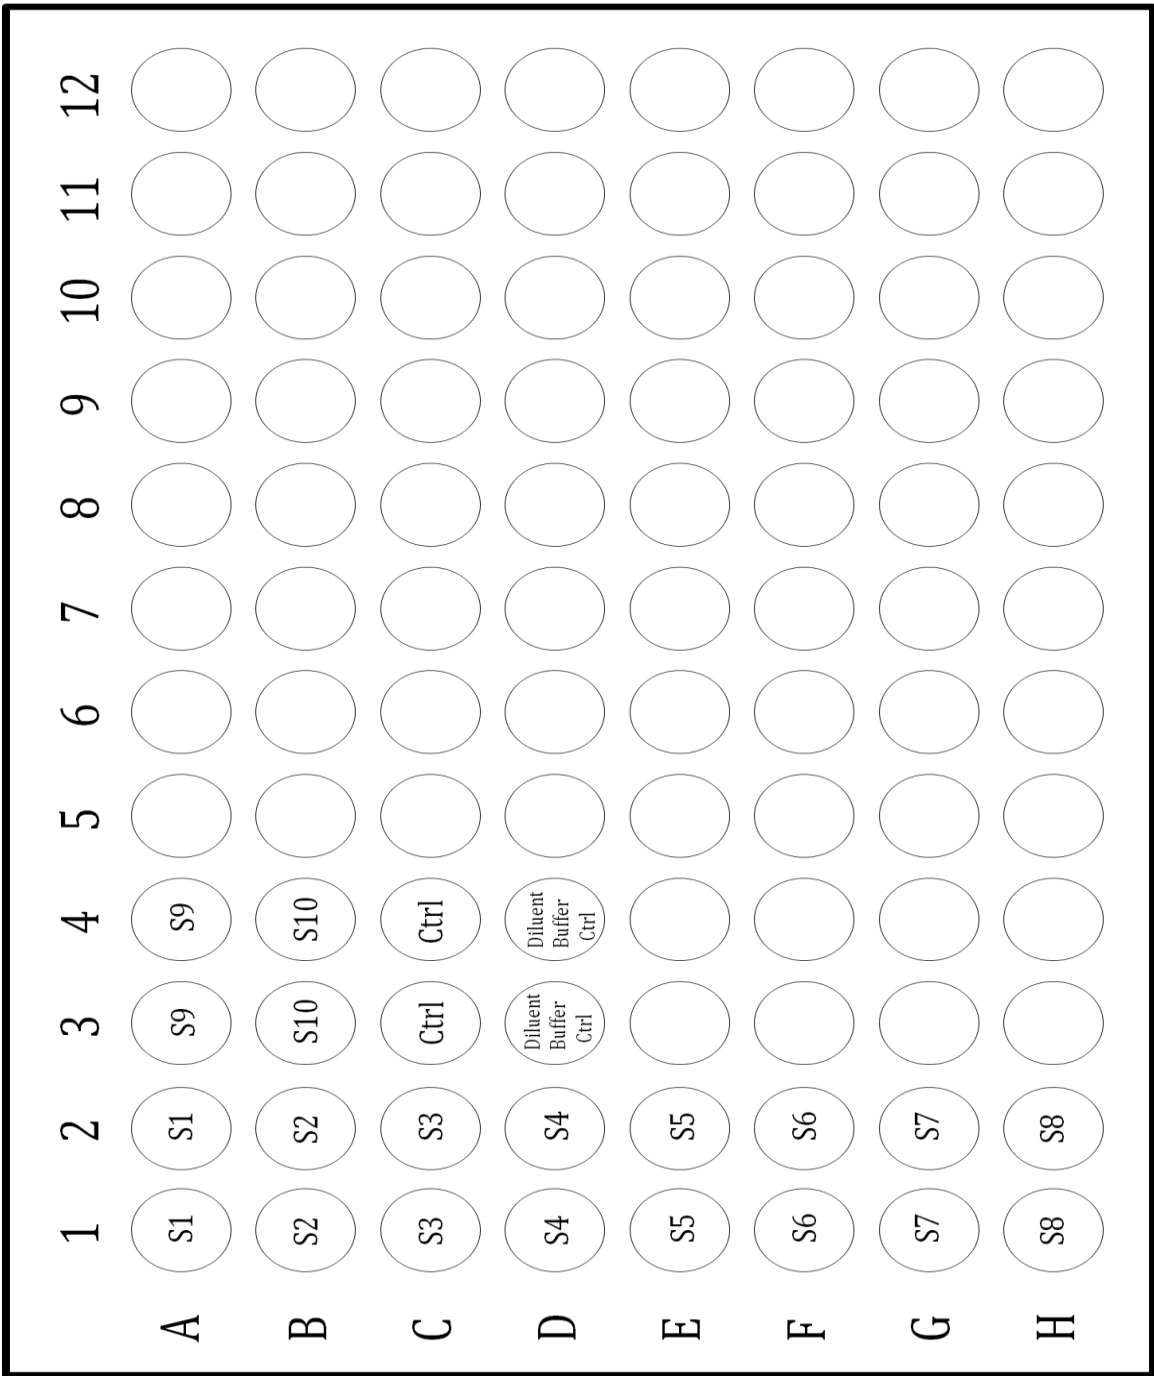 1 2 3 4 5 6 7 8 9 10 11 12
A S1 S1 S9 S9
B S2 S2 S10 S10
C S3 S3 Ctrl Ctrl
D S4 S4
Diluent
Buffer
Ctrl
Diluent
Buffer
Ctrl
E S5 S5
F S6 S6
G S7 S7
H S8 S8